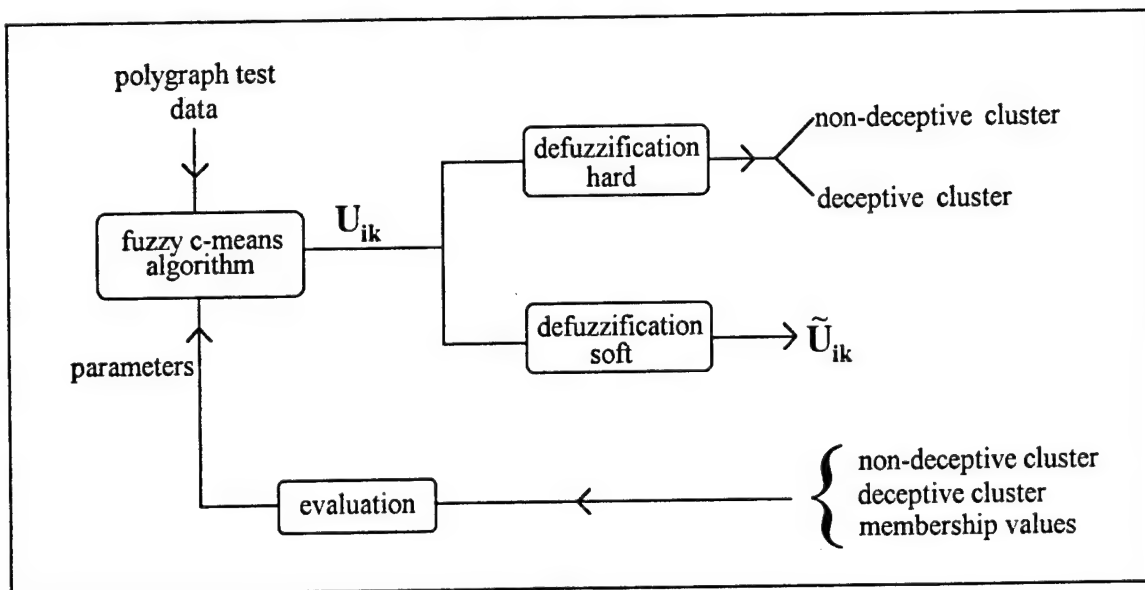 polygraph test
data
fuzzy c-means
algorithm
U_ik
defuzzification
hard
non-deceptive cluster
deceptive cluster
defuzzification
soft
Ũ_ik
parameters
evaluation
non-deceptive cluster
deceptive cluster
membership values